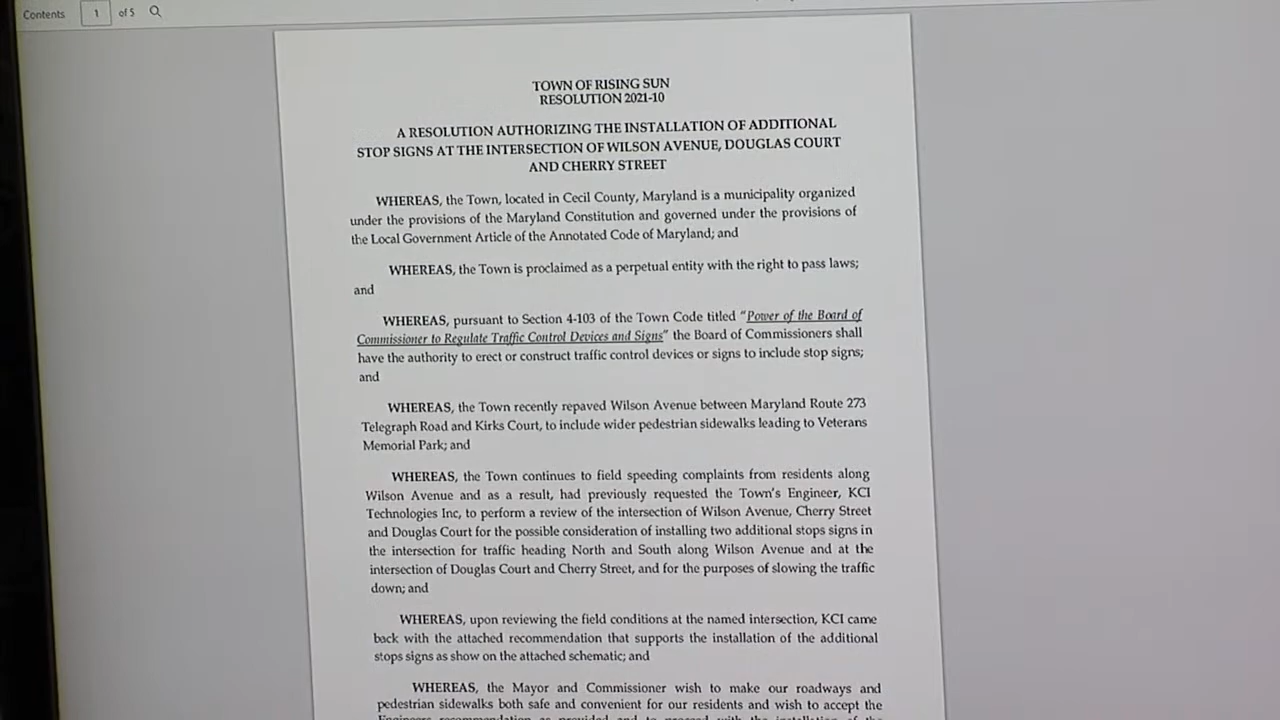 Contents 1 of 5
TOWN OF RISING SUN
RESOLUTION 2021-10
A RESOLUTION AUTHORIZING THE INSTALLATION OF ADDITIONAL
STOP SIGNS AT THE INTERSECTION OF WILSON AVENUE, DOUGLAS COURT
AND CHERRY STREET
WHEREAS, the Town, located in Cecil County, Maryland is a municipality organized
under the provisions of the Maryland Constitution and governed under the provisions of
the Local Government Article of the Annotated Code of Maryland; and
WHEREAS, the Town is proclaimed as a perpetual entity with the right to pass laws;
and
WHEREAS, pursuant to Section 4-103 of the Town Code titled "Power of the Board of
Commissioner to Regulate Traffic Control Devices and Signs" the Board of Commissioners shall
have the authority to erect or construct traffic control devices or signs to include stop signs;
and
WHEREAS, the Town recently repaved Wilson Avenue between Maryland Route 273
Telegraph Road and Kirks Court, to include wider pedestrian sidewalks leading to Veterans
Memorial Park; and
WHEREAS, the Town continues to field speeding complaints from residents along
Wilson Avenue and as a result, had previously requested the Town's Engineer, KCI
Technologies Inc, to perform a review of the intersection of Wilson Avenue, Cherry Street
and Douglas Court for the possible consideration of installing two additional stops signs in
the intersection for traffic heading North and South along Wilson Avenue and at the
intersection of Douglas Court and Cherry Street, and for the purposes of slowing the traffic
down; and
WHEREAS, upon reviewing the field conditions at the named intersection, KCI came
back with the attached recommendation that supports the installation of the additional
stops signs as show on the attached schematic; and
WHEREAS, the Mayor and Commissioner wish to make our roadways and
pedestrian sidewalks both safe and convenient for our residents and wish to accept the
Engineers recommendation as provided and to proceed with the installation of the